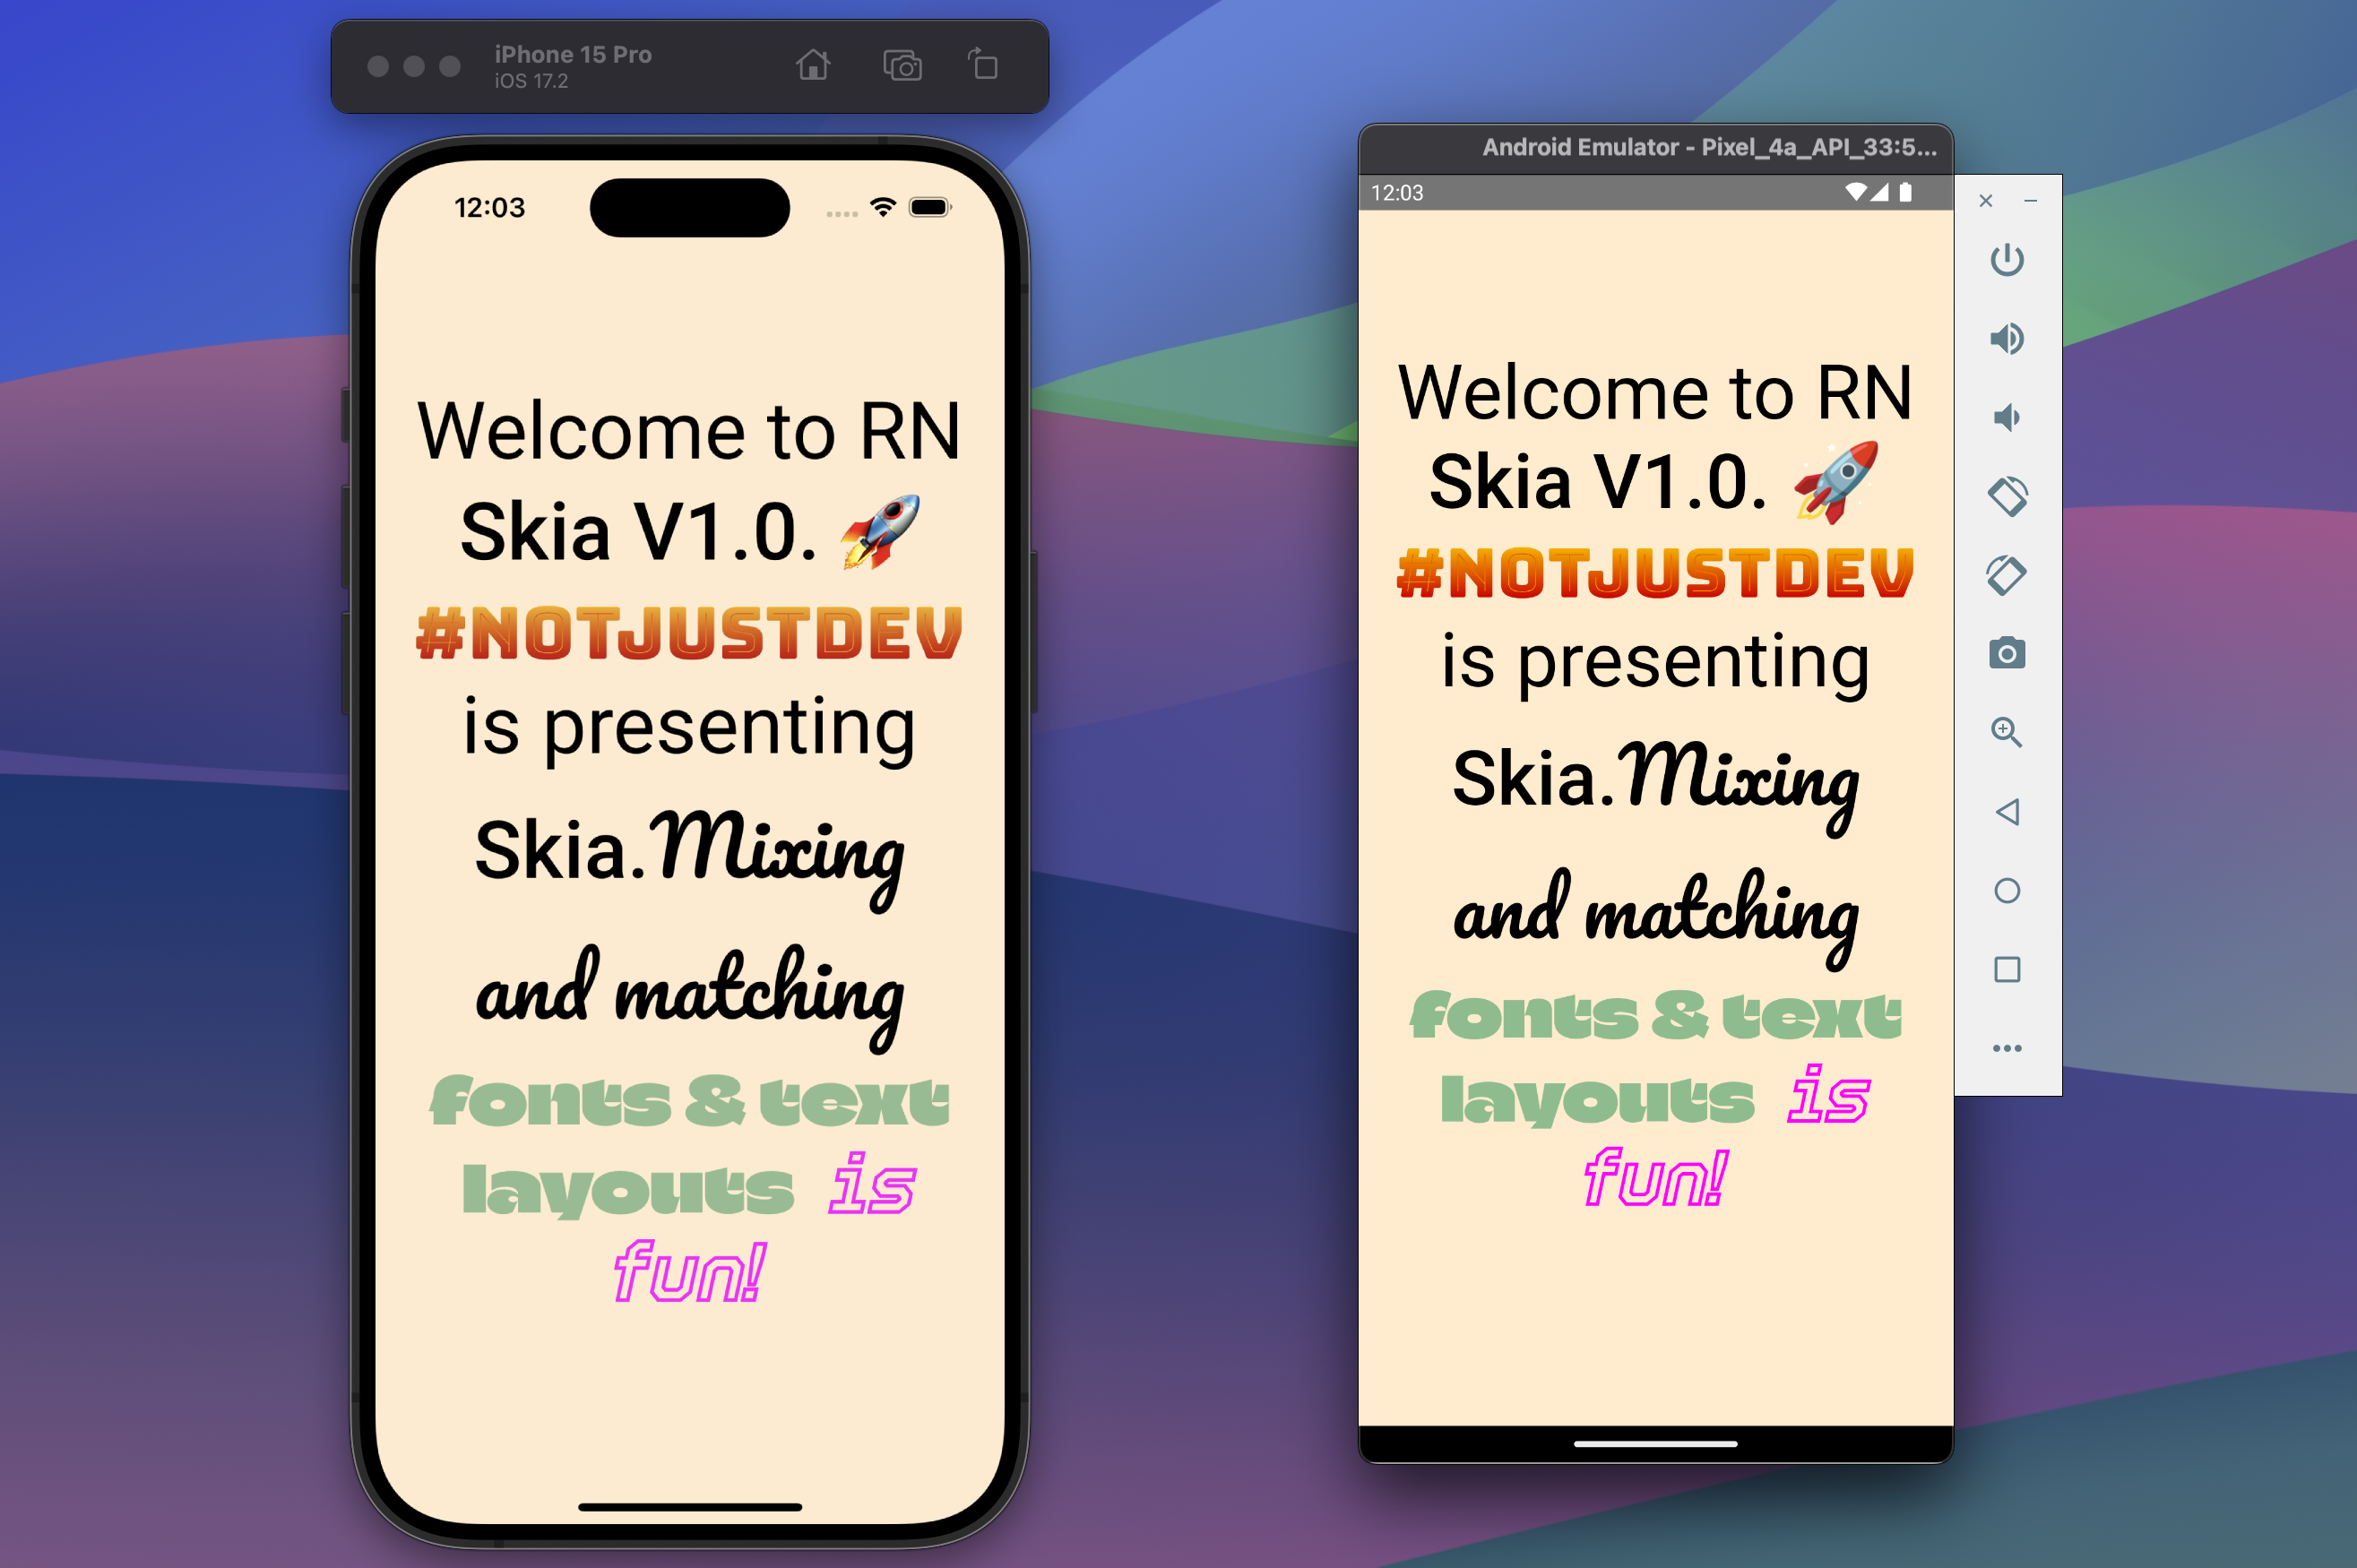 iPhone 15 Pro
iOS 17.2
12:03
Welcome to RN
Skia V1.0. 🚀
#NOTJUSTDEV
is presenting
Skia.Mixing
and matching
fonts & text
layouts is
fun!
Android Emulator - Pixel_4a_API_33:5...
12:03
Welcome to RN
Skia V1.0. 🚀
#NOTJUSTDEV
is presenting
Skia.Mixing
and matching
fonts & text
layouts is
fun!